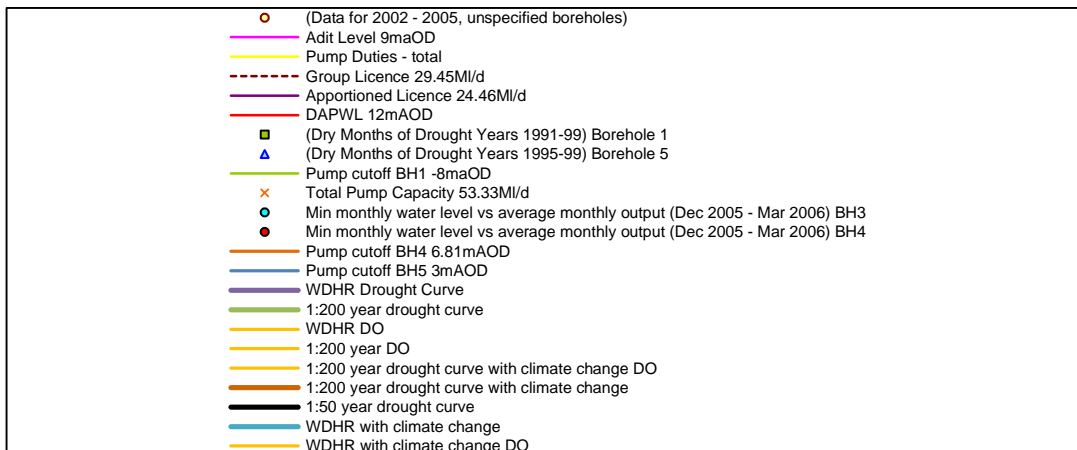 (Data for 2002 - 2005, unspecified boreholes)
Adit Level 9maOD
Pump Duties - total
Group Licence 29.45Ml/d
Apportioned Licence 24.46Ml/d
DAPWL 12mAOD
(Dry Months of Drought Years 1991-99) Borehole 1
(Dry Months of Drought Years 1995-99) Borehole 5
Pump cutoff BH1 -8maOD
Total Pump Capacity 53.33Ml/d
Min monthly water level vs average monthly output (Dec 2005 - Mar 2006) BH3
Min monthly water level vs average monthly output (Dec 2005 - Mar 2006) BH4
Pump cutoff BH4 6.81mAOD
Pump cutoff BH5 3mAOD
WDHR Drought Curve
1:200 year drought curve
WDHR DO
1:200 year DO
1:200 year drought curve with climate change DO
1:200 year drought curve with climate change
1:50 year drought curve
WDHR with climate change
WDHR with climate change DO